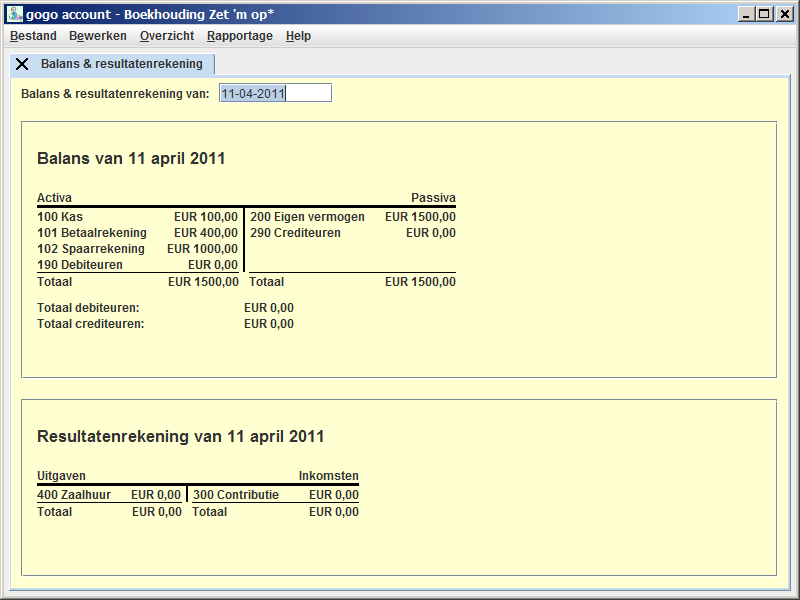 gogo account - Boekhouding Zet 'm op*
Bestand Bewerken Overzicht Rapportage Help
Balans & resultatenrekening
Balans & resultatenrekening van: 11-04-2011
Balans van 11 april 2011
Activa Passiva
100 Kas EUR 100,00 200 Eigen vermogen EUR 1500,00
101 Betaalrekening EUR 400,00 290 Crediteuren EUR 0,00
102 Spaarrekening EUR 1000,00
190 Debiteuren EUR 0,00
Totaal EUR 1500,00 Totaal EUR 1500,00
Totaal debiteuren: EUR 0,00
Totaal crediteuren: EUR 0,00
Resultatenrekening van 11 april 2011
Uitgaven Inkomsten
400 Zaalhuur EUR 0,00 300 Contributie EUR 0,00
Totaal EUR 0,00 Totaal EUR 0,00